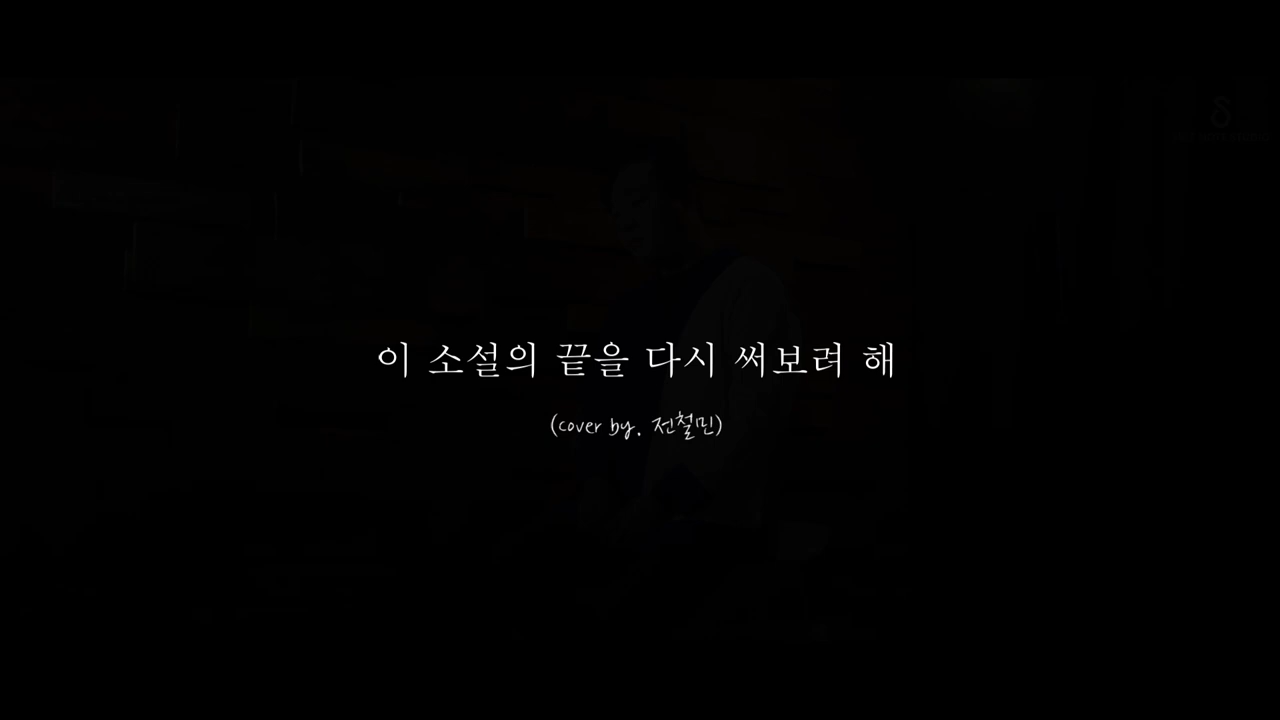 이 소설의 끝을 다시 써보려 해
(cover by. 전철민)